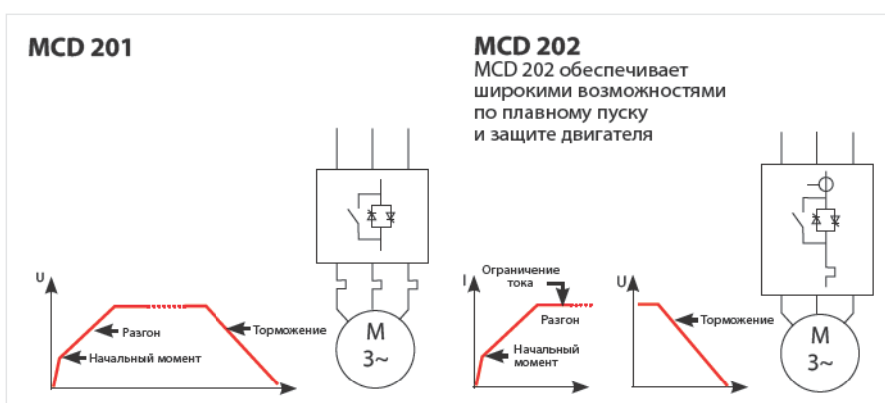 MCD 201
U
Разгон
Торможение
Начальный момент
M
3~
MCD 202
MCD 202 обеспечивает
широкими возможностями
по плавному пуску
и защите двигателя
I
Ограничение
тока
Разгон
Начальный
момент
U
Торможение
M
3~